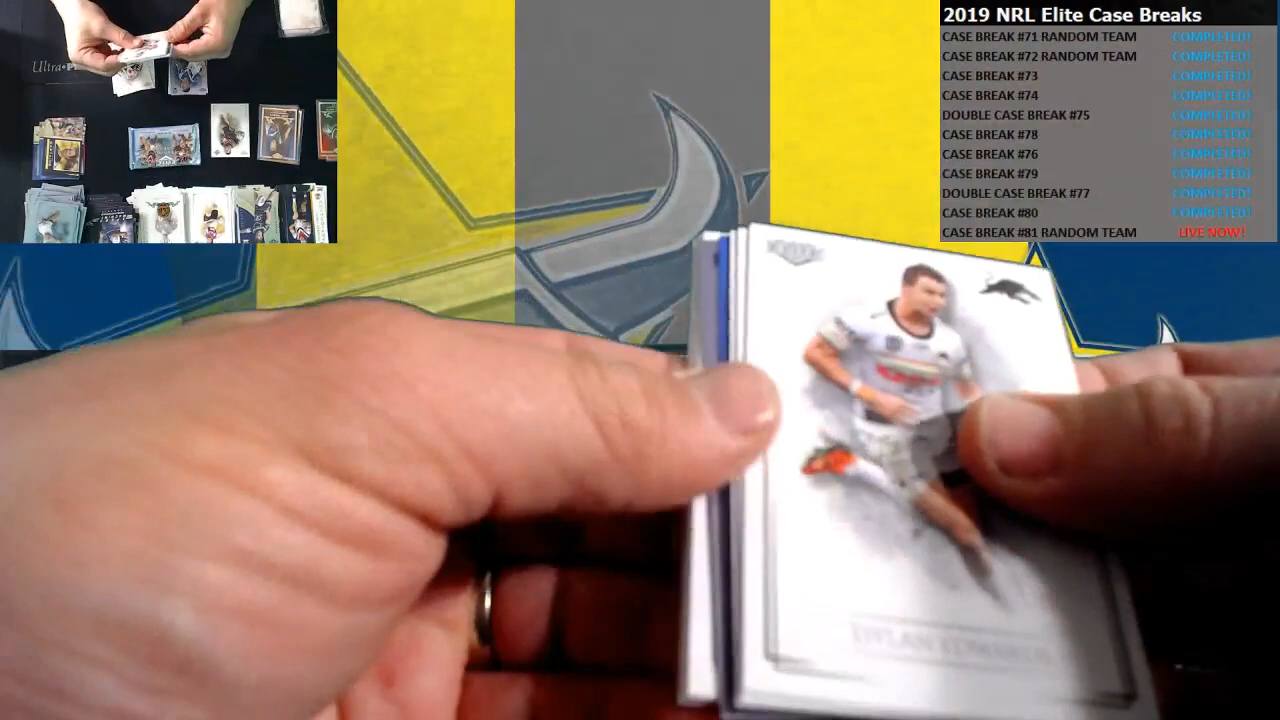 2019 NRL Elite Case Breaks
CASE BREAK #71 RANDOM TEAM COMPLETED!
CASE BREAK #72 RANDOM TEAM COMPLETED!
CASE BREAK #73 COMPLETED!
CASE BREAK #74 COMPLETED!
DOUBLE CASE BREAK #75 COMPLETED!
CASE BREAK #78 COMPLETED!
CASE BREAK #76 COMPLETED!
CASE BREAK #79 COMPLETED!
DOUBLE CASE BREAK #77 COMPLETED!
CASE BREAK #80 COMPLETED!
CASE BREAK #81 RANDOM TEAM LIVE NOW!
Ultra
DYLAN EDWARDS